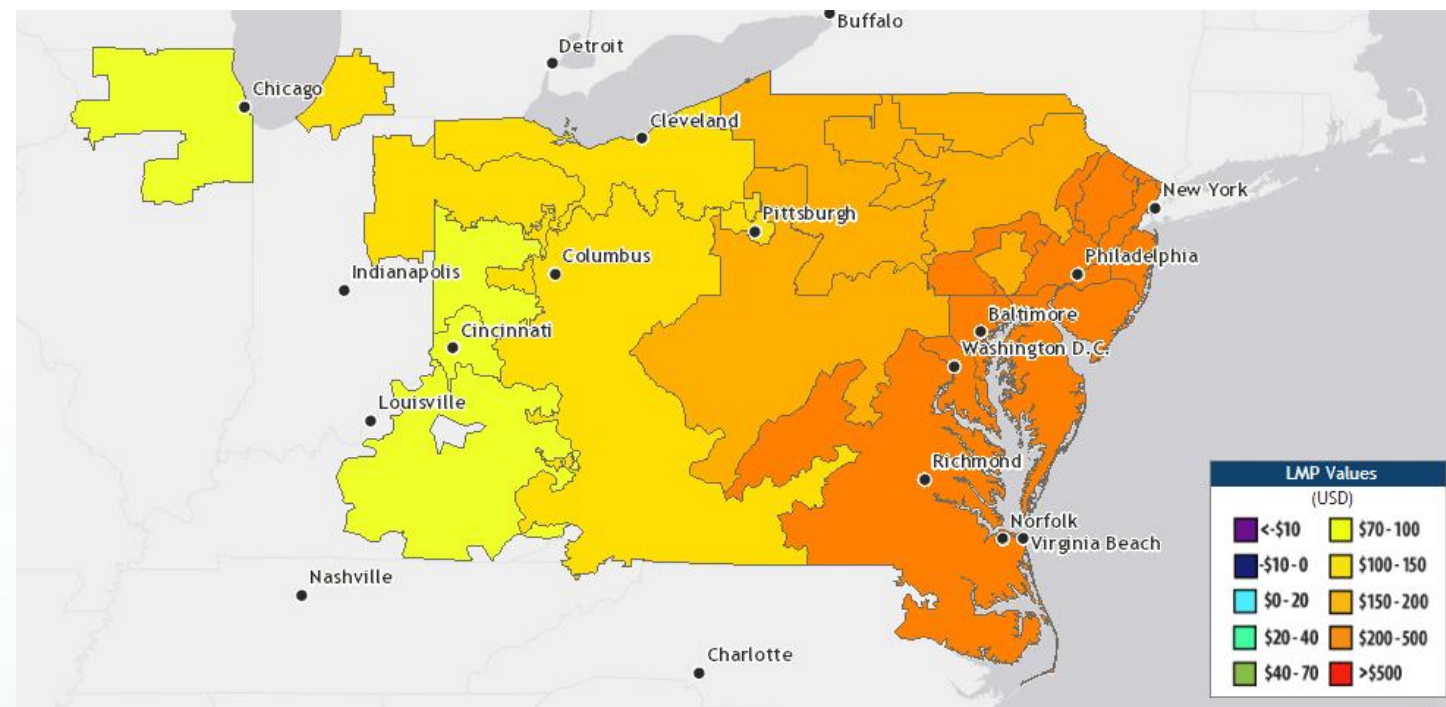 Buffalo
Detroit
Chicago
Cleveland
New York
Pittsburgh
Columbus
Philadelphia
Indianapolis
Baltimore
Cincinnati
Washington D.C.
Louisville
Richmond
Norfolk
Virginia Beach
Nashville
Charlotte
LMP Values
(USD)
<-$10 $70 - 100
-$10 - 0 $100 - 150
$0 - 20 $150 - 200
$20 - 40 $200 - 500
$40 - 70 >$500